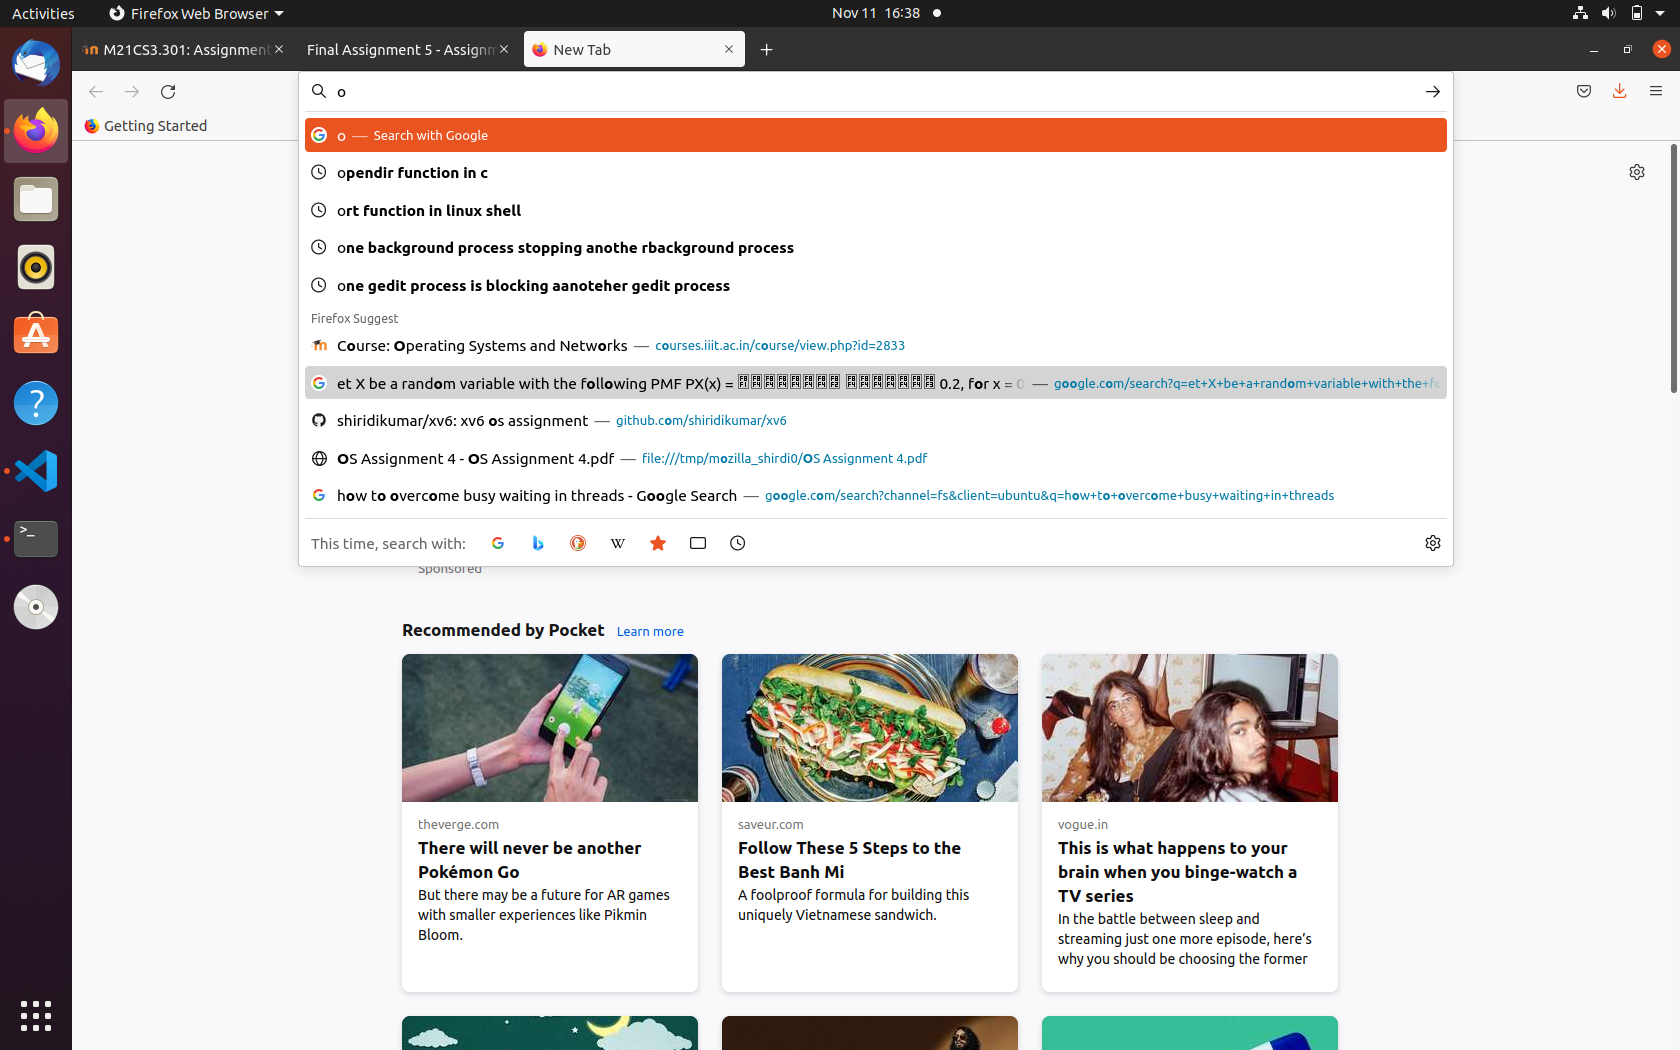 Activities
Firefox Web Browser
Nov 11 16:38
M21CS3.301: Assignment
Final Assignment 5 - Assignm
New Tab
o
Getting Started
o — Search with Google
opendir function in c
ort function in linux shell
one background process stopping anothe rbackground process
one gedit process is blocking aanoteher gedit process
Firefox Suggest
Course: Operating Systems and Networks — courses.iiit.ac.in/course/view.php?id=2833
et X be a random variable with the following PMF PX(x) = 0.2, for x = 0 — google.com/search?q=et+X+be+a+random+variable+with+the+fo
shiridikumar/xv6: xv6 os assignment — github.com/shiridikumar/xv6
OS Assignment 4 - OS Assignment 4.pdf — file:///tmp/mozilla_shirdi0/OS Assignment 4.pdf
how to overcome busy waiting in threads - Google Search — google.com/search?channel=fs&client=ubuntu&q=how+to+overcome+busy+waiting+in+threads
This time, search with:
Sponsored
Recommended by Pocket Learn more
theverge.com
There will never be another
Pokémon Go
But there may be a future for AR games
with smaller experiences like Pikmin
Bloom.
saveur.com
Follow These 5 Steps to the
Best Banh Mi
A foolproof formula for building this
uniquely Vietnamese sandwich.
vogue.in
This is what happens to your
brain when you binge-watch a
TV series
In the battle between sleep and
streaming just one more episode, here's
why you should be choosing the former